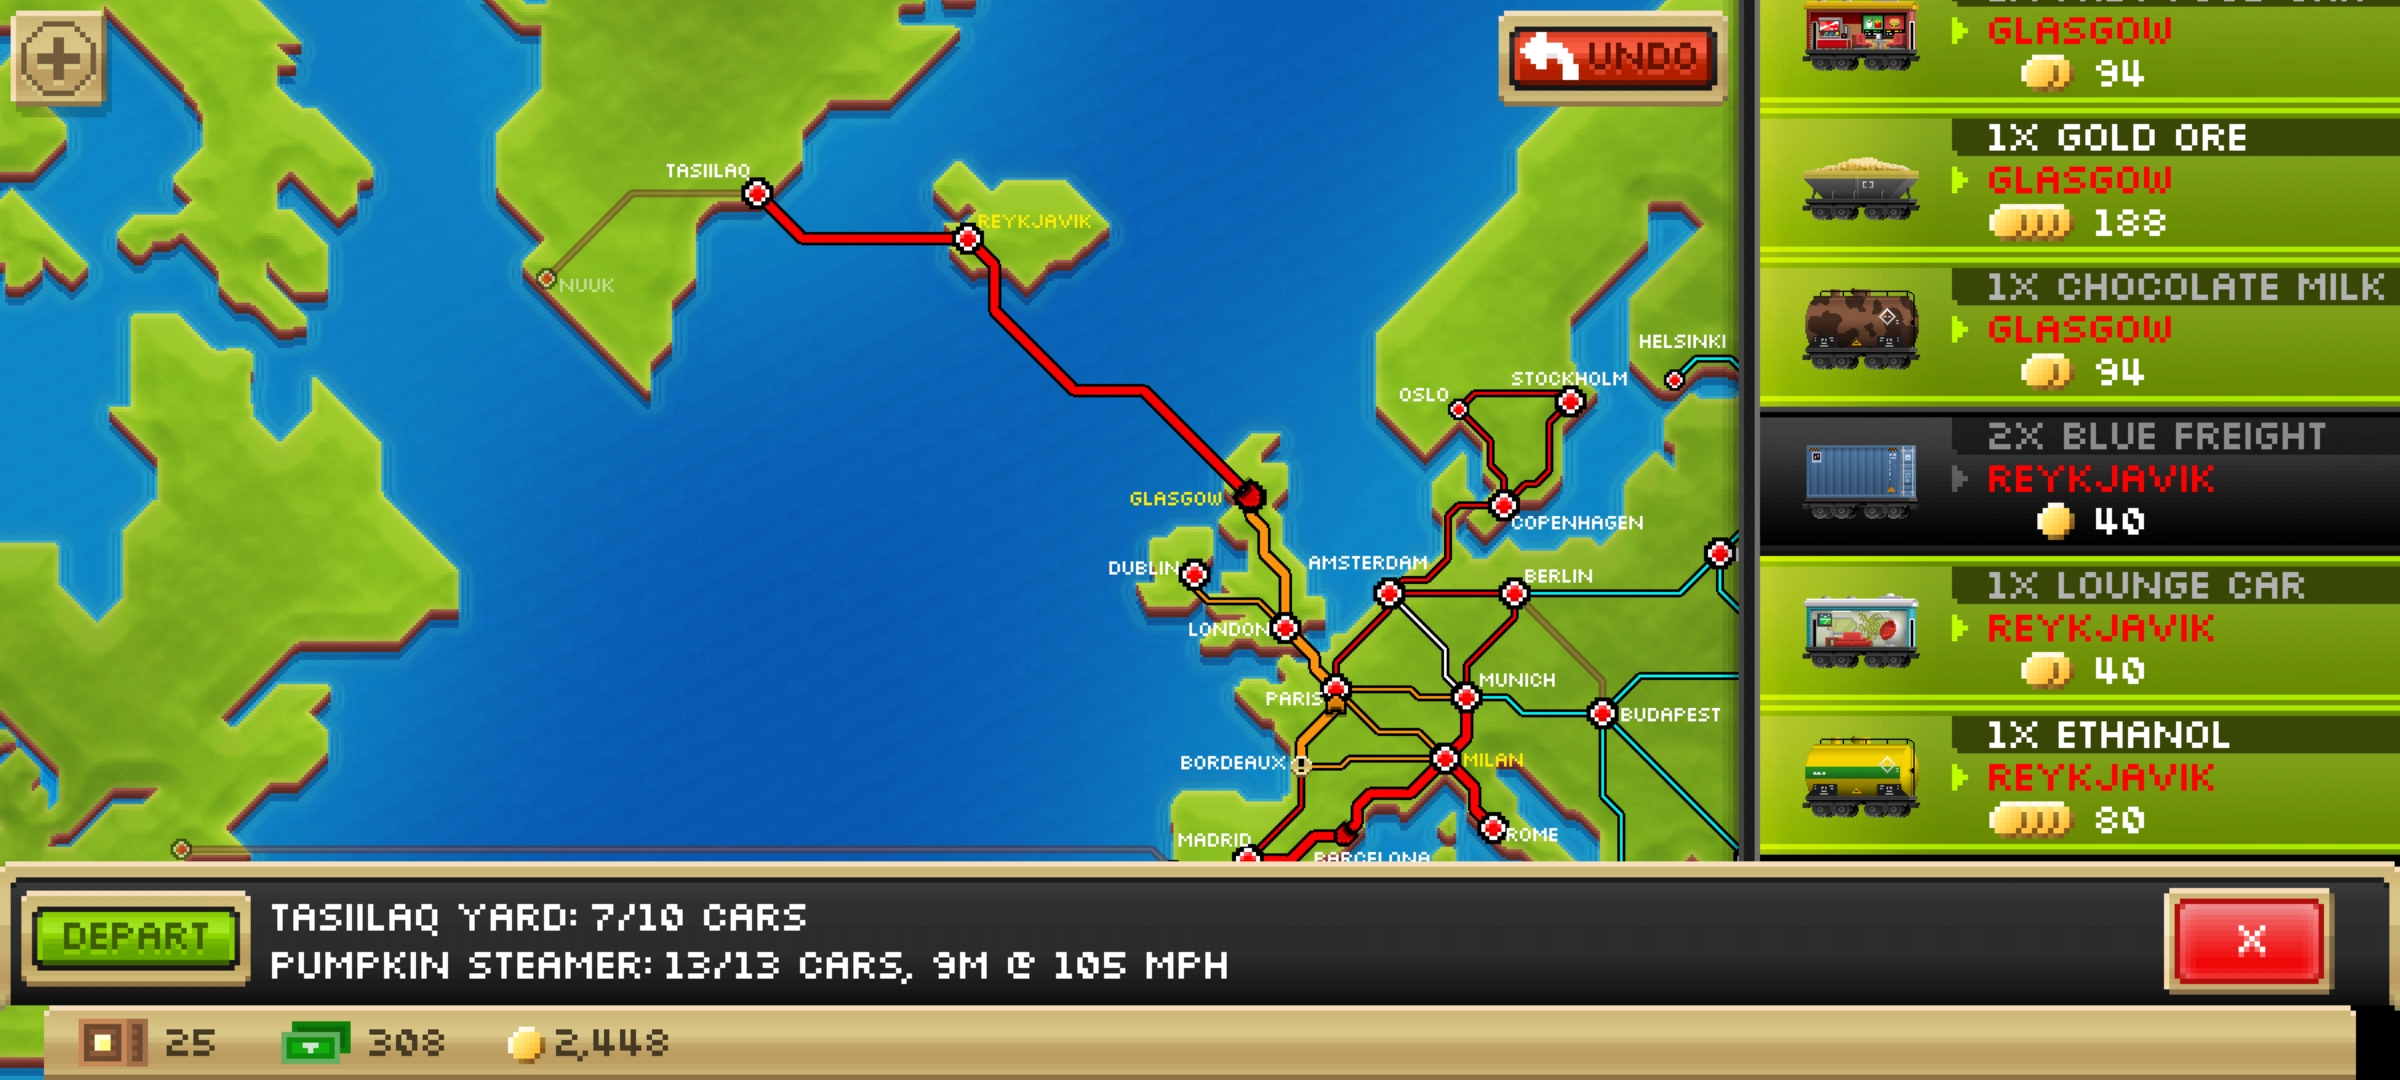 UNDO
TASIILAQ
REYKJAVIK
NUUK
HELSINKI
STOCKHOLM
OSLO
GLASGOW
COPENHAGEN
DUBLIN
AMSTERDAM
BERLIN
LONDON
MUNICH
PARIS
BUDAPEST
BORDEAUX
MILAN
MADRID
ROME
BARCELONA
GLASGOW
94
1X GOLD ORE
GLASGOW
188
1X CHOCOLATE MILK
GLASGOW
94
2X BLUE FREIGHT
REYKJAVIK
40
1X LOUNGE CAR
REYKJAVIK
40
1X ETHANOL
REYKJAVIK
80
DEPART
TASIILAQ YARD: 7/10 CARS
PUMPKIN STEAMER: 13/13 CARS, 9M @ 105 MPH
X
25
308
2,448